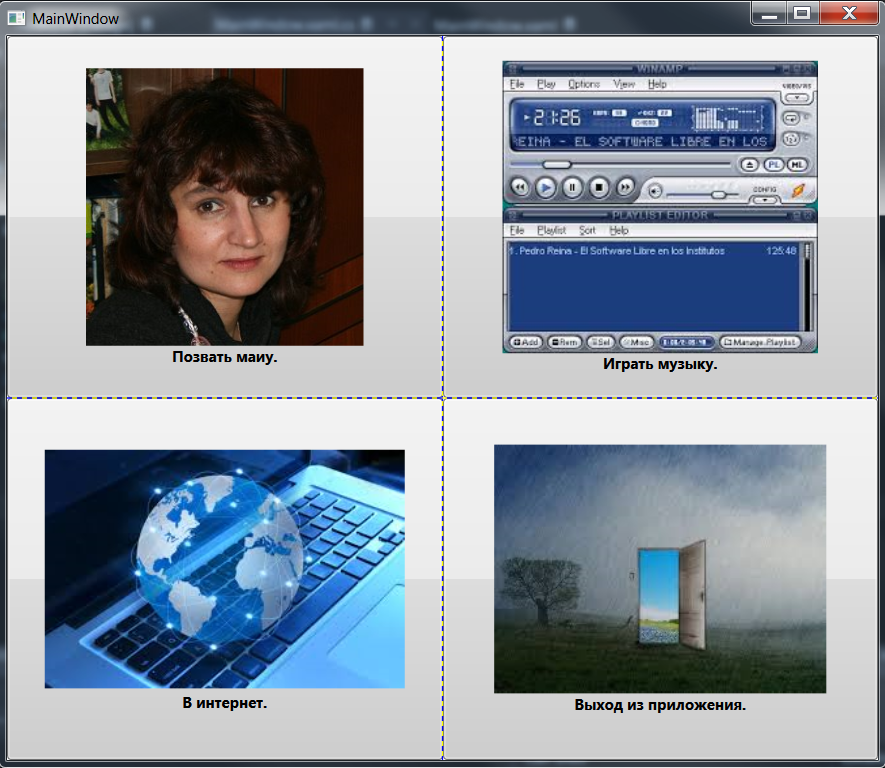 MainWindow
Позвать маиу.
WINAMP
File Play Options View Help
21:26
REINA - EL SOFTWARE LIBRE EN LOS
PL ML
CONFIG
PLAYLIST EDITOR
File Playlist Sort Help
1. Pedro Reina - El Software Libre en los Institutos 125:48
Add Rem Sel Misc Manage Playlist
Играть музыку.
В интернет.
Выход из приложения.